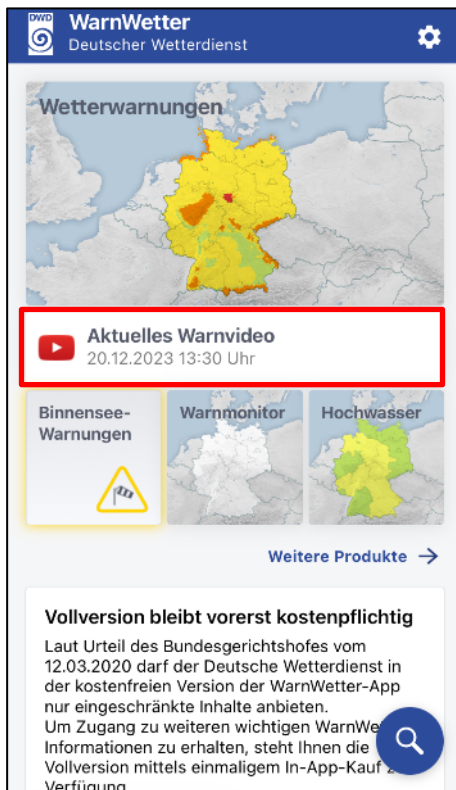 DWD
WarnWetter
Deutscher Wetterdienst
Wetterwarnungen
Aktuelles Warnvideo
20.12.2023 13:30 Uhr
Binnensee-
Warnungen
Warnmonitor
Hochwasser
Weitere Produkte →
Vollversion bleibt vorerst kostenpflichtig
Laut Urteil des Bundesgerichtshofes vom
12.03.2020 darf der Deutsche Wetterdienst in
der kostenfreien Version der WarnWetter-App
nur eingeschränkte Inhalte anbieten.
Um Zugang zu weiteren wichtigen WarnWe
Informationen zu erhalten, steht Ihnen die
Vollversion mittels einmaligem In-App-Kauf
Verfügung